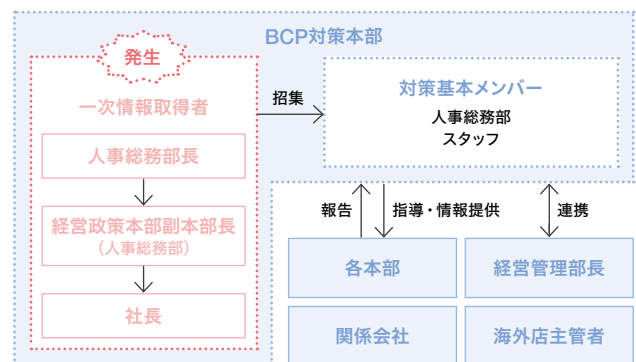 BCP対策本部
発生
一次情報取得者
人事総務部長
経営政策本部副本部長
（人事総務部）
社長
招集
対策基本メンバー
人事総務部
スタッフ
報告
指導・情報提供
連携
各本部
経営管理部長
関係会社
海外店主管者